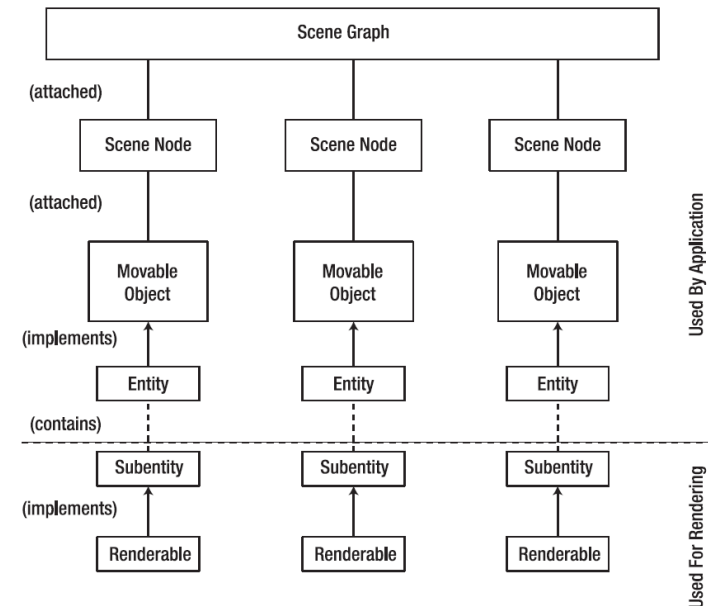 Scene Graph
(attached)
Scene Node
Scene Node
Scene Node
(attached)
Movable
Object
Movable
Object
Movable
Object
(implements)
Entity
Entity
Entity
(contains)
Subentity
Subentity
Subentity
(implements)
Renderable
Renderable
Renderable
Used By Application
Used For Rendering